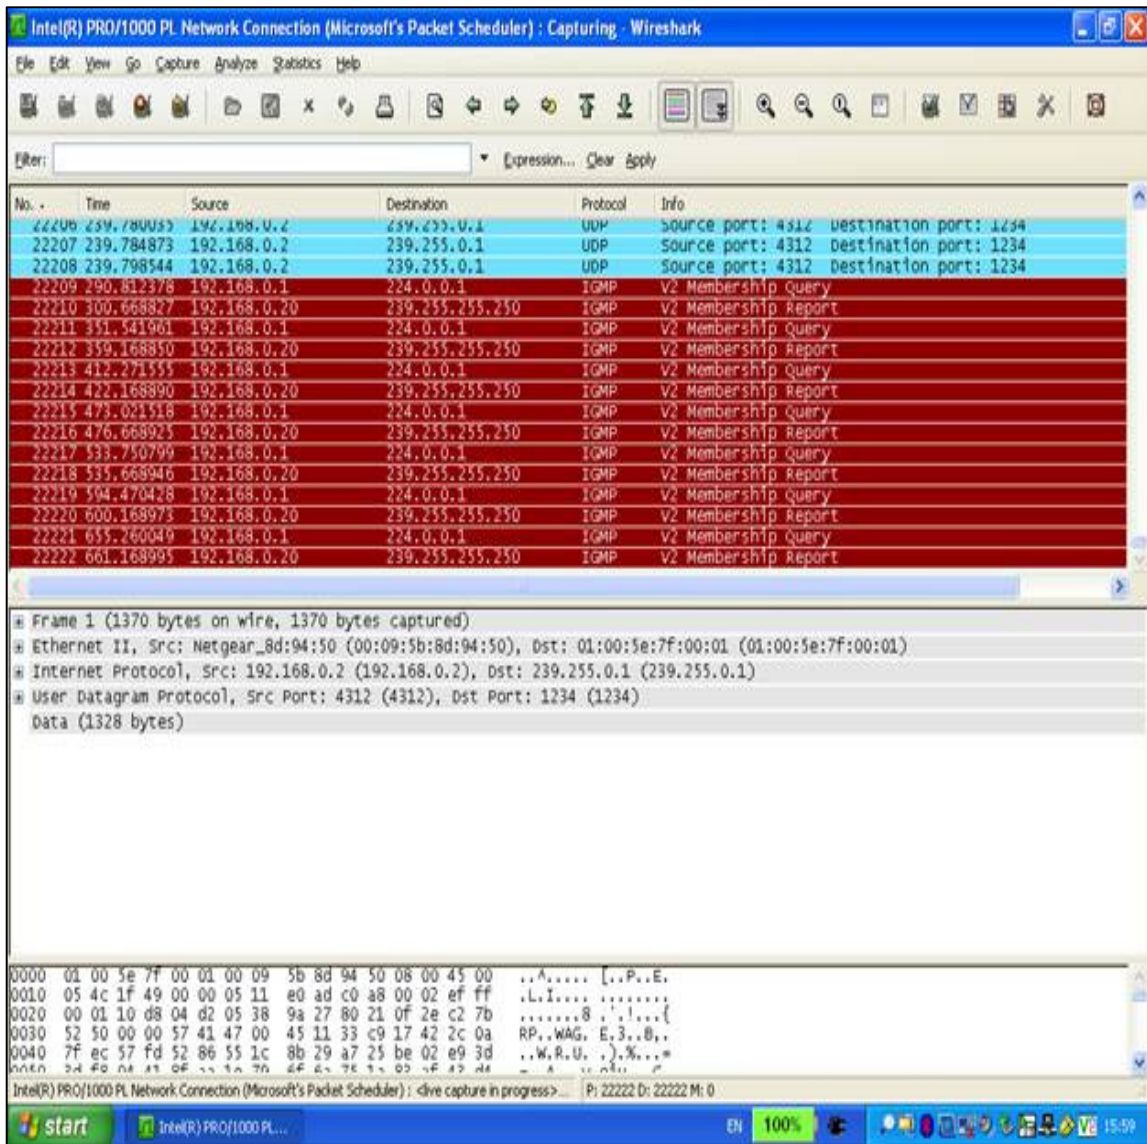 Intel(R) PRO/1000 PL Network Connection (Microsoft's Packet Scheduler) : Capturing - Wireshark
File Edit View Go Capture Analyze Statistics Help
Filter: Expression... Clear Apply
No. . Time Source Destination Protocol Info
22206 239.780035 192.168.0.2 239.255.0.1 UDP Source port: 4312 Destination port: 1234
22207 239.784873 192.168.0.2 239.255.0.1 UDP Source port: 4312 Destination port: 1234
22208 239.798544 192.168.0.2 239.255.0.1 UDP Source port: 4312 Destination port: 1234
22209 290.812378 192.168.0.1 224.0.0.1 IGMP V2 Membership Query
22210 300.668827 192.168.0.20 239.255.255.250 IGMP V2 Membership Report
22211 351.541961 192.168.0.1 224.0.0.1 IGMP V2 Membership Query
22212 359.168850 192.168.0.20 239.255.255.250 IGMP V2 Membership Report
22213 412.271555 192.168.0.1 224.0.0.1 IGMP V2 Membership Query
22214 422.168890 192.168.0.20 239.255.255.250 IGMP V2 Membership Report
22215 473.021518 192.168.0.1 224.0.0.1 IGMP V2 Membership Query
22216 476.668925 192.168.0.20 239.255.255.250 IGMP V2 Membership Report
22217 533.750799 192.168.0.1 224.0.0.1 IGMP V2 Membership Query
22218 535.668946 192.168.0.20 239.255.255.250 IGMP V2 Membership Report
22219 594.470428 192.168.0.1 224.0.0.1 IGMP V2 Membership Query
22220 600.168973 192.168.0.20 239.255.255.250 IGMP V2 Membership Report
22221 655.260049 192.168.0.1 224.0.0.1 IGMP V2 Membership Query
22222 661.168995 192.168.0.20 239.255.255.250 IGMP V2 Membership Report
Frame 1 (1370 bytes on wire, 1370 bytes captured)
Ethernet II, Src: Netgear_8d:94:50 (00:09:5b:8d:94:50), Dst: 01:00:5e:7f:00:01 (01:00:5e:7f:00:01)
Internet Protocol, Src: 192.168.0.2 (192.168.0.2), Dst: 239.255.0.1 (239.255.0.1)
User Datagram Protocol, Src Port: 4312 (4312), Dst Port: 1234 (1234)
Data (1328 bytes)
0000 01 00 5e 7f 00 01 00 09 5b 8d 94 50 08 00 45 00 ..^..... [..P..E.
0010 05 4c 1f 49 00 00 05 11 e0 ad c0 a8 00 02 ef ff .L.I.... ........
0020 00 01 10 d8 04 d2 05 38 9a 27 80 21 0f 2e c2 7b .......8 .'.!...{
0030 52 50 00 00 57 41 47 00 45 11 33 c9 17 42 2c 0a RP..WAG. E.3..B,.
0040 7f ec 57 fd 52 86 55 1c 8b 29 a7 25 be 02 e9 3d ..W.R.U. .).%...=
Intel(R) PRO/1000 PL Network Connection (Microsoft's Packet Scheduler) : <live capture in progress>... P: 22222 D: 22222 M: 0
start Intel(R) PRO/1000 PL... EN 100% 15:59